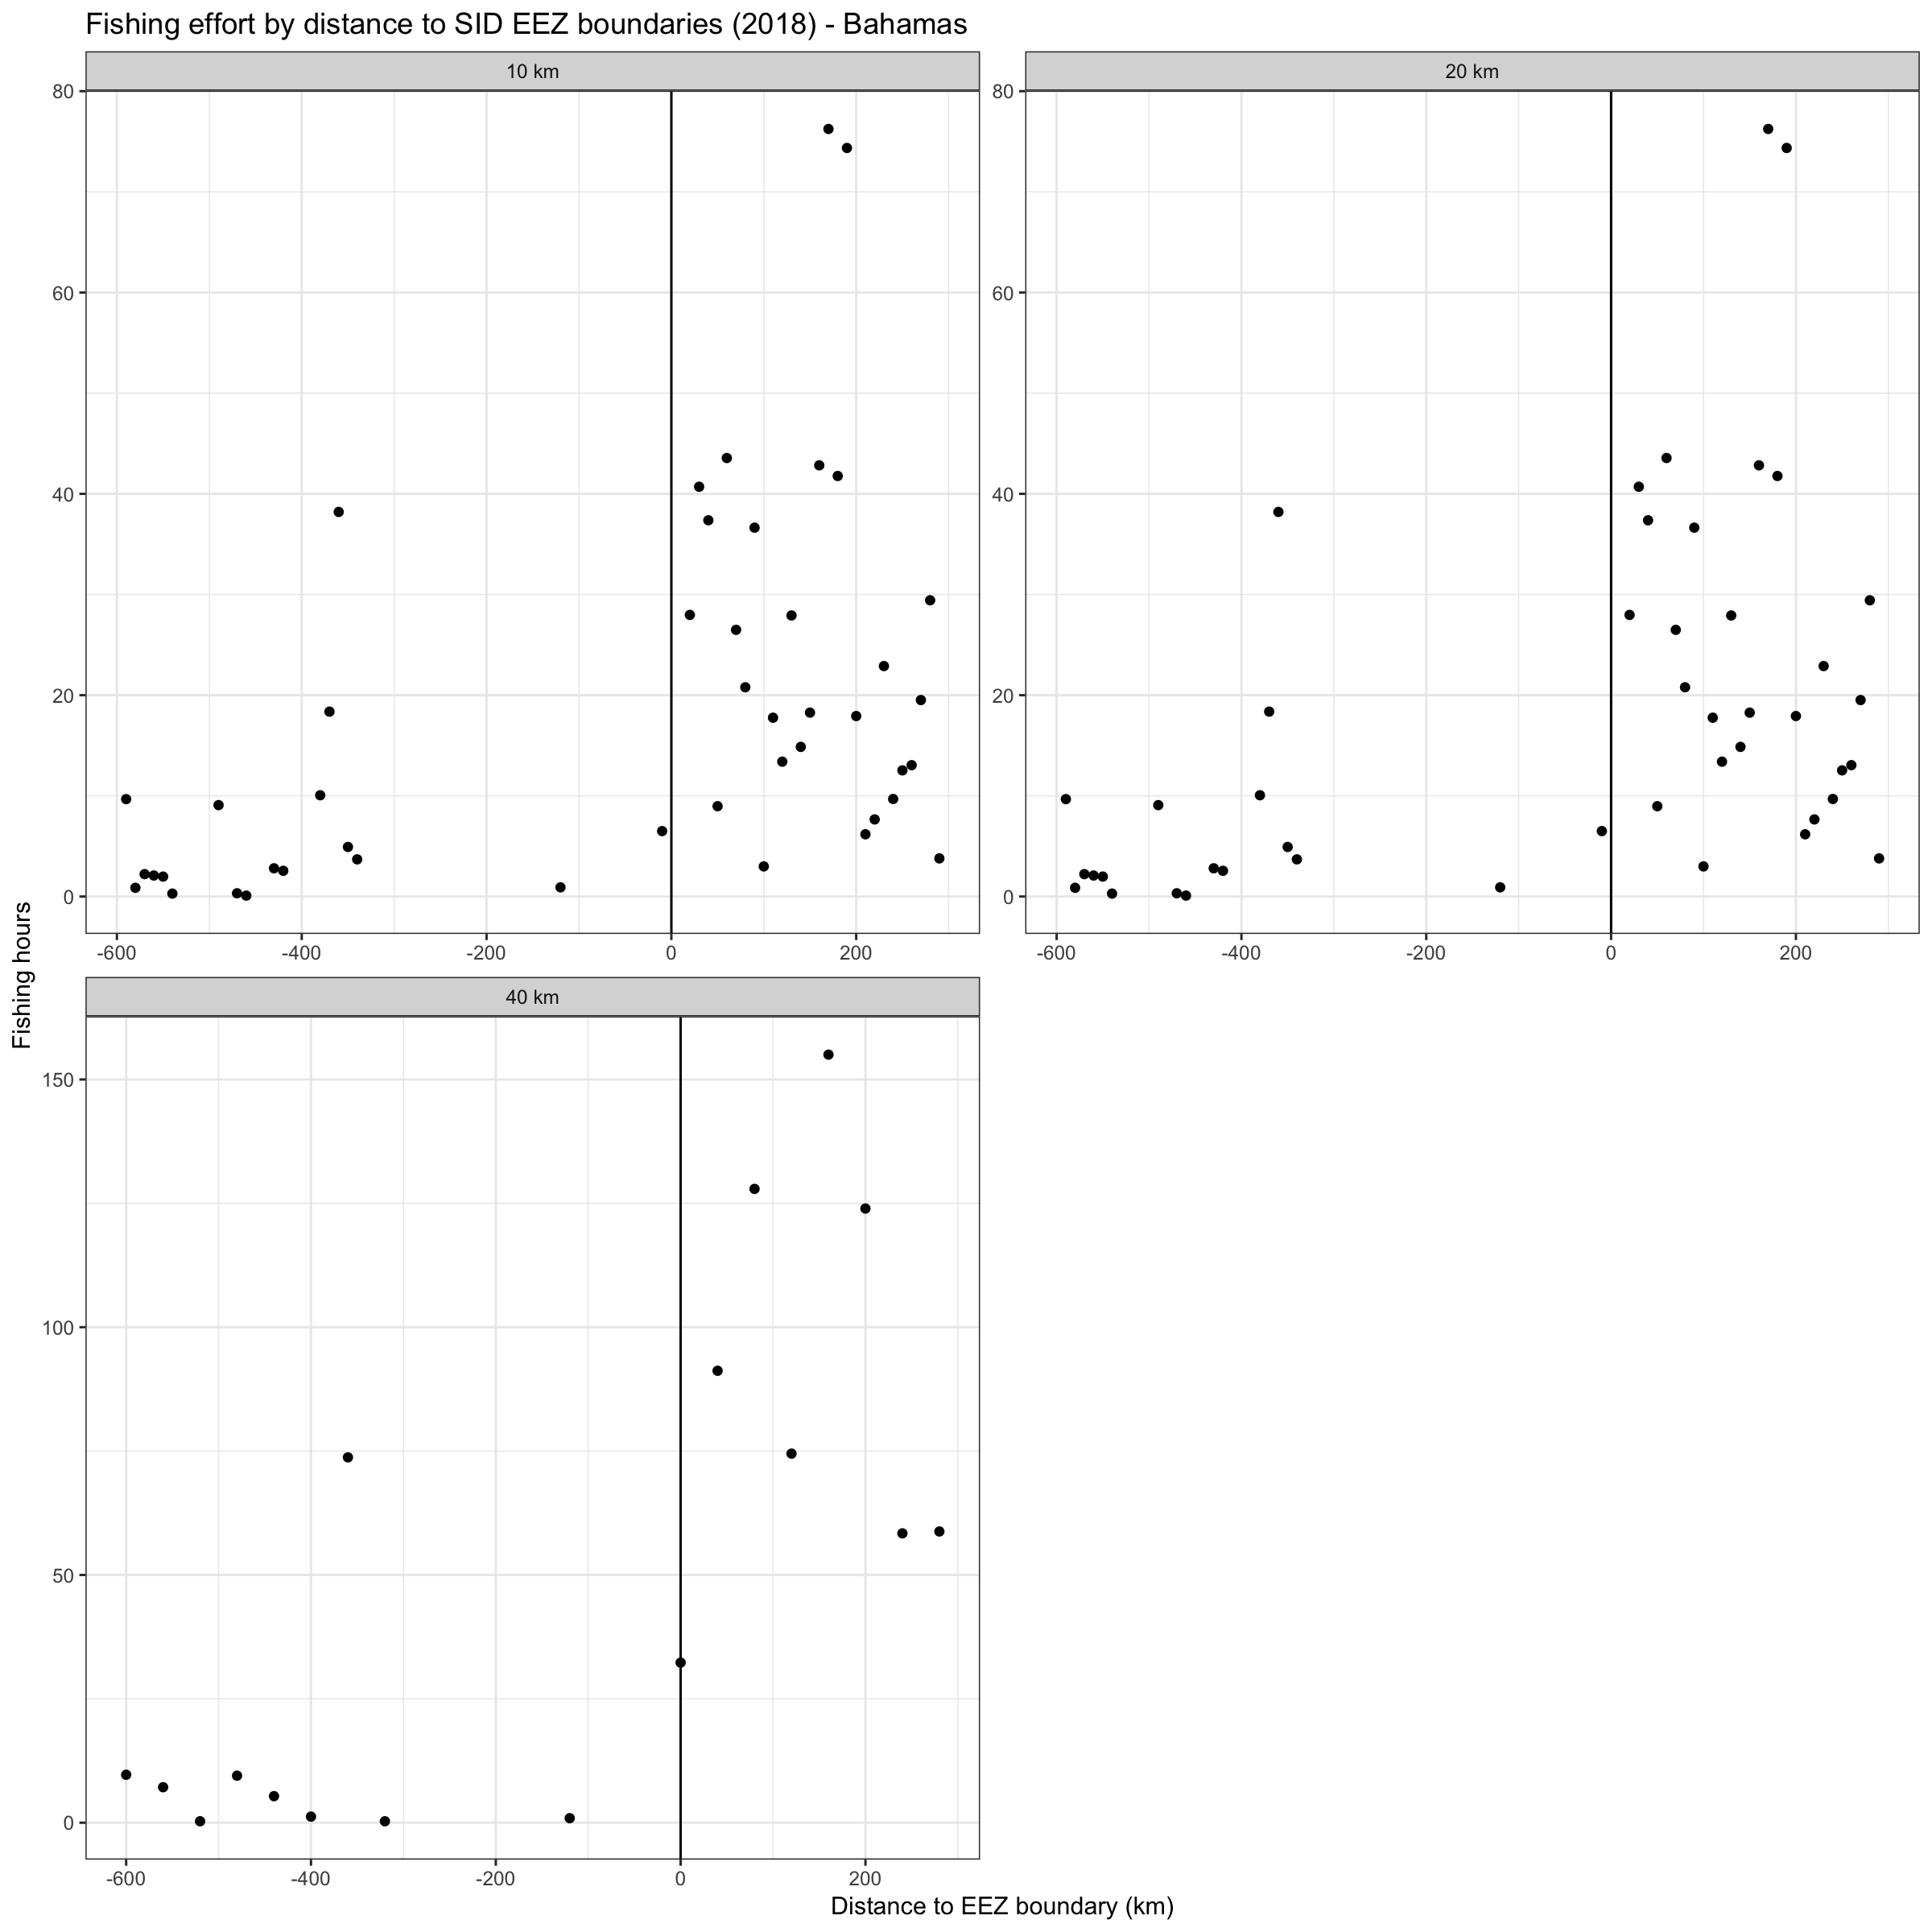 Fishing effort by distance to SID EEZ boundaries (2018) - Bahamas
10 km
20 km
80
60
40
20
0
-600 -400 -200 0 200
80
60
40
20
0
-600 -400 -200 0 200
Fishing hours
40 km
150
100
50
0
-600 -400 -200 0 200
Distance to EEZ boundary (km)